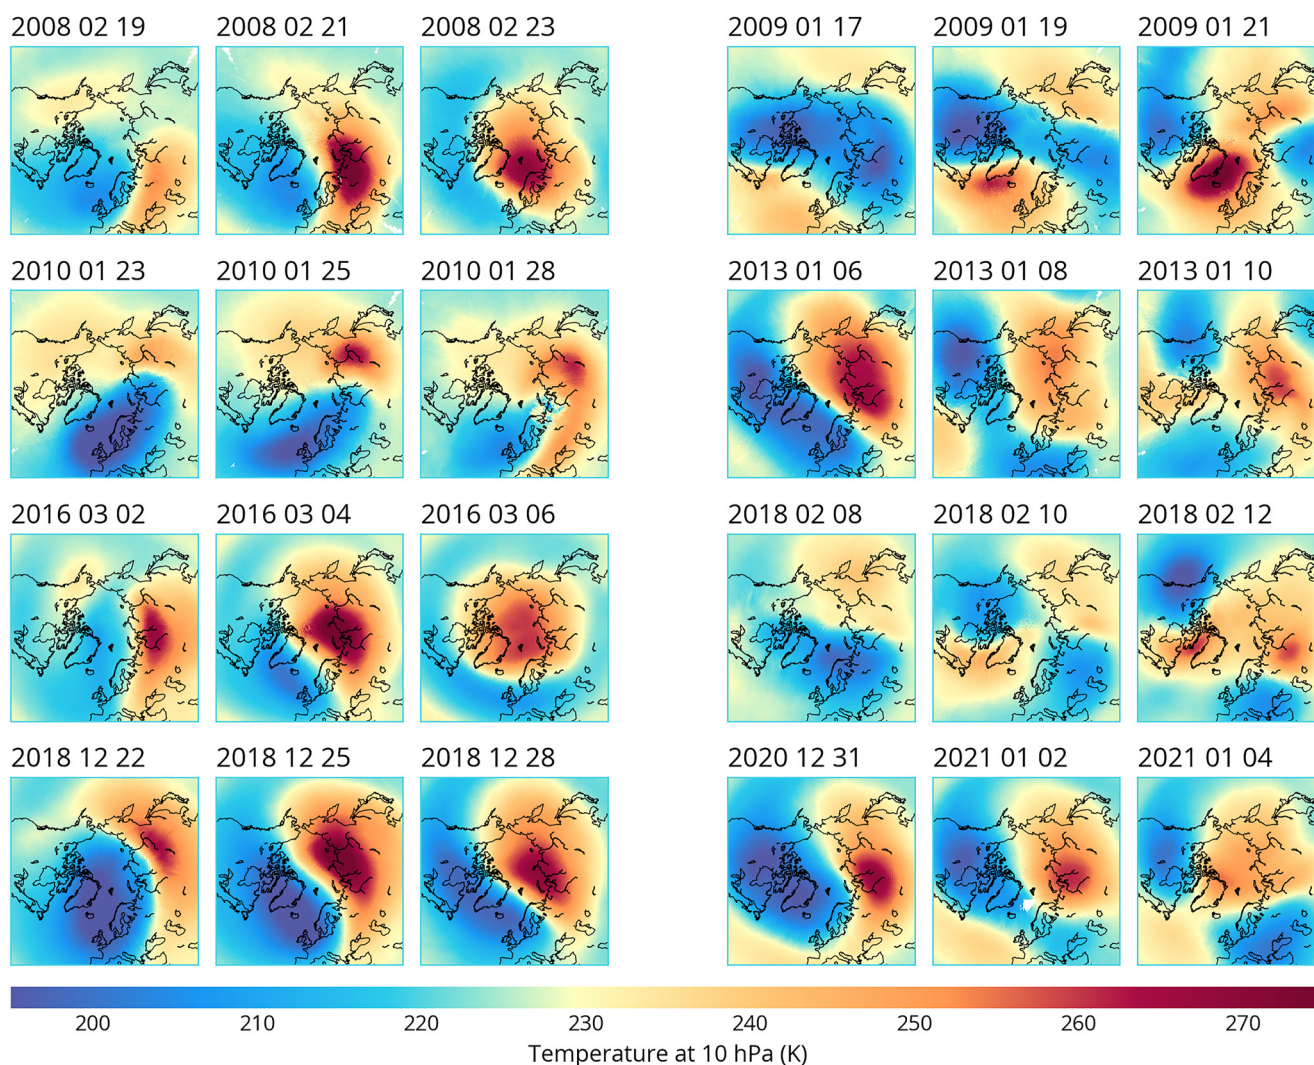 2008 02 19 2008 02 21 2008 02 23 2009 01 17 2009 01 19 2009 01 21
2010 01 23 2010 01 25 2010 01 28 2013 01 06 2013 01 08 2013 01 10
2016 03 02 2016 03 04 2016 03 06 2018 02 08 2018 02 10 2018 02 12
2018 12 22 2018 12 25 2018 12 28 2020 12 31 2021 01 02 2021 01 04
200 210 220 230 240 250 260 270
Temperature at 10 hPa (K)